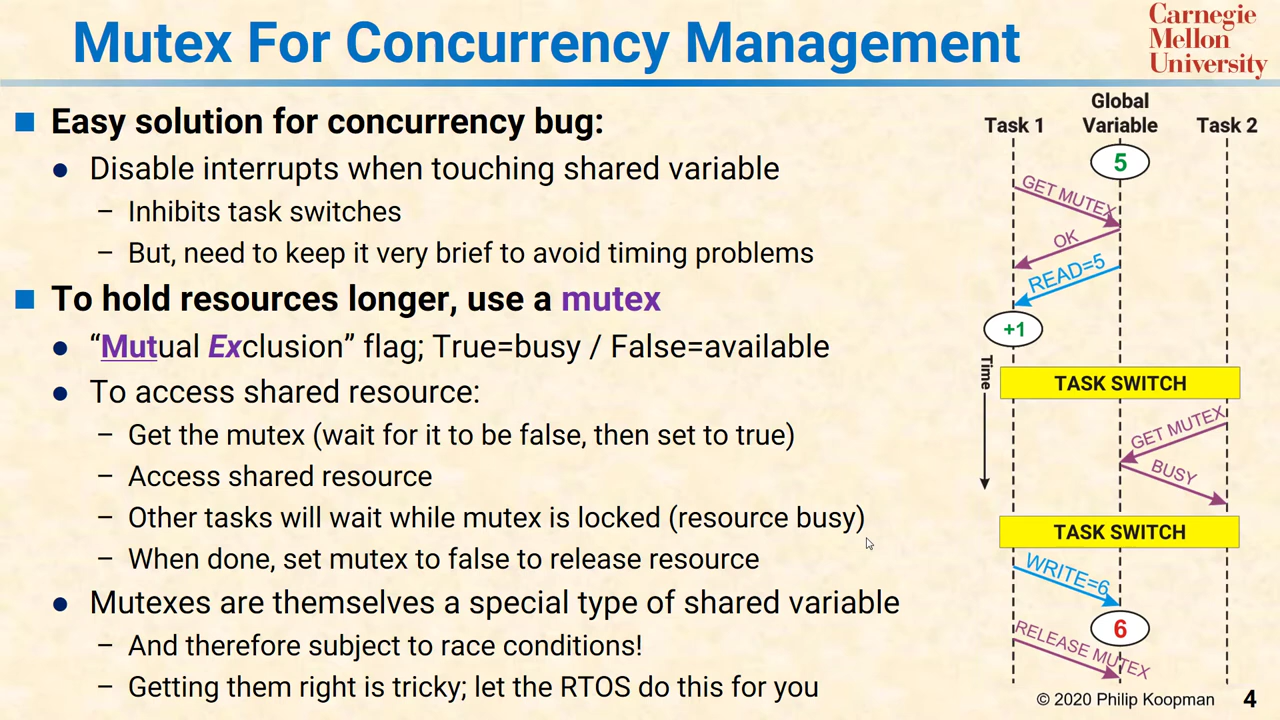 Mutex For Concurrency Management
Carnegie
Mellon
University
■ Easy solution for concurrency bug:
● Disable interrupts when touching shared variable
– Inhibits task switches
– But, need to keep it very brief to avoid timing problems
■ To hold resources longer, use a mutex
● “Mutual Exclusion” flag; True=busy / False=available
● To access shared resource:
– Get the mutex (wait for it to be false, then set to true)
– Access shared resource
– Other tasks will wait while mutex is locked (resource busy)
– When done, set mutex to false to release resource
● Mutexes are themselves a special type of shared variable
– And therefore subject to race conditions!
– Getting them right is tricky; let the RTOS do this for you
Global
Task 1 Variable Task 2
5
GET MUTEX
OK
READ=5
+1
Time
TASK SWITCH
GET MUTEX
BUSY
TASK SWITCH
WRITE=6
6
RELEASE MUTEX
© 2020 Philip Koopman 4